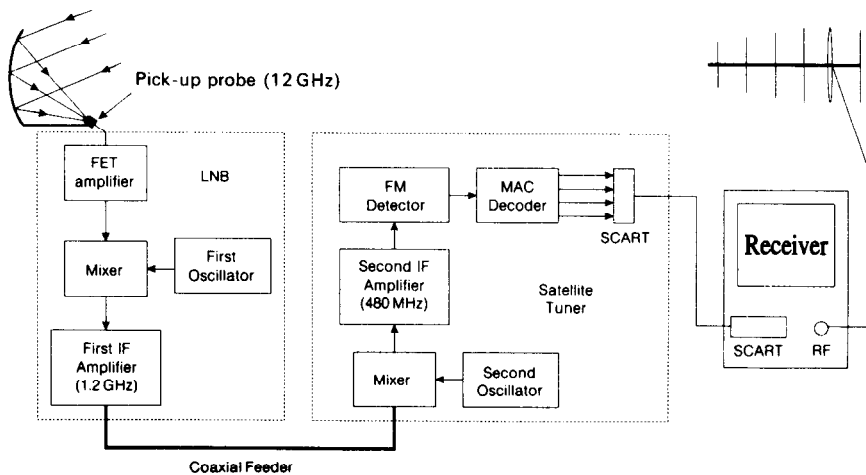 Pick-up probe (12 GHz)
FET
amplifier
LNB
Mixer
First
Oscillator
First IF
Amplifier
(1.2 GHz)
Coaxial Feeder
FM
Detector
MAC
Decoder
SCART
Second IF
Amplifier
(480 MHz)
Satellite
Tuner
Mixer
Second
Oscillator
Receiver
SCART
RF